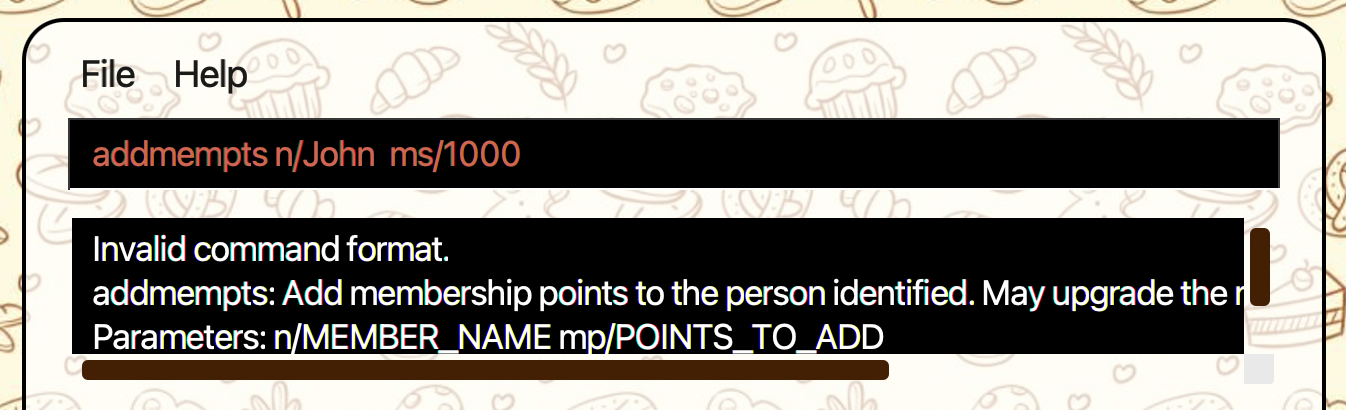 File Help
addmempts n/John  ms/1000
Invalid command format.
addmempts: Add membership points to the person identified. May upgrade the
Parameters: n/MEMBER_NAME mp/POINTS_TO_ADD